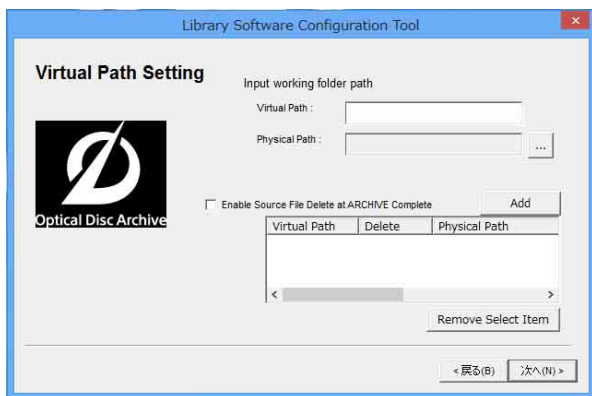 Library Software Configuration Tool
Virtual Path Setting
Input working folder path
Virtual Path :
Physical Path :
...
Optical Disc Archive
Enable Source File Delete at ARCHIVE Complete
Add
Virtual Path Delete Physical Path
Remove Select Item
< 戻る(B) 次へ(N) >